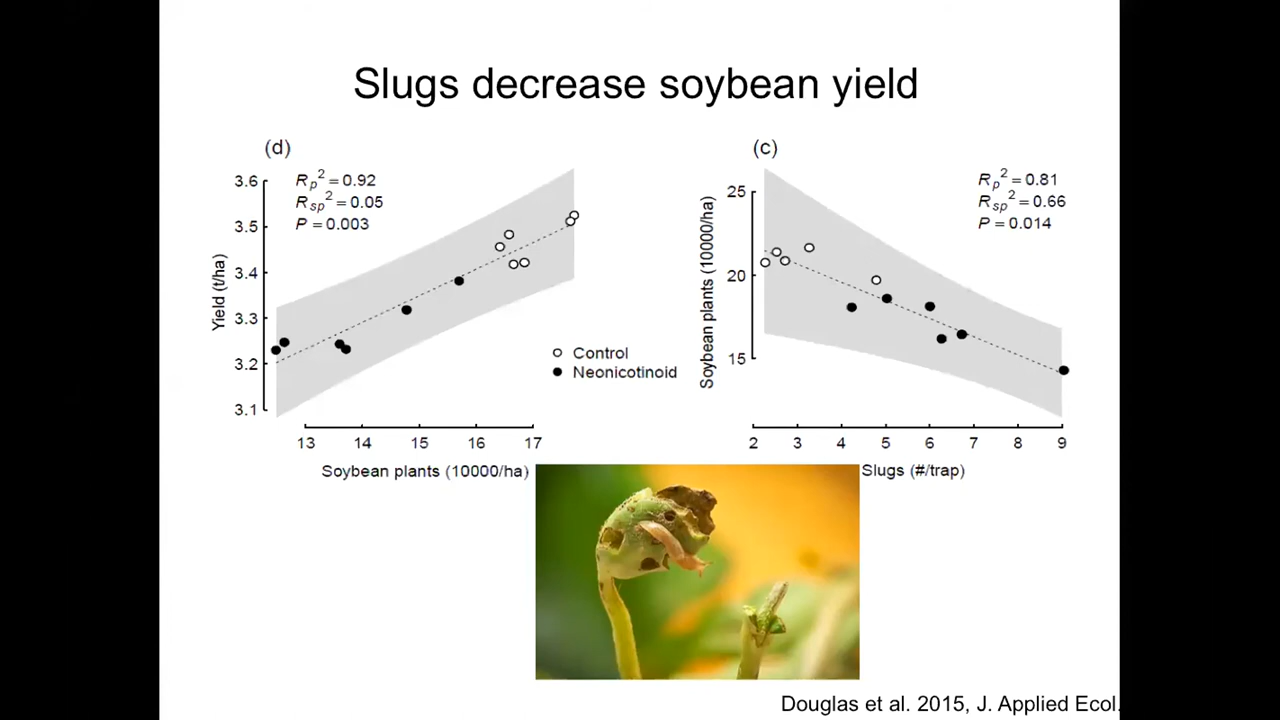 Slugs decrease soybean yield
(d)
Rp² = 0.92
Rsp² = 0.05
P = 0.003
3.6
3.5
3.4
3.3
3.2
3.1
Yield (t/ha)
13 14 15 16 17
Soybean plants (10000/ha)
Control
Neonicotinoid
(c)
Rp² = 0.81
Rsp² = 0.66
P = 0.014
25
20
15
Soybean plants (10000/ha)
2 3 4 5 6 7 8 9
Slugs (#/trap)
Douglas et al. 2015, J. Applied Ecol.